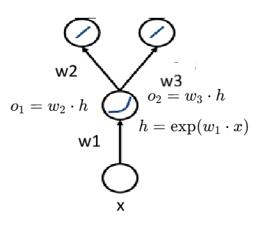 w2
w3
o₁ = w₂ · h
o₂ = w₃ · h
h = exp(w₁ · x)
w1
x